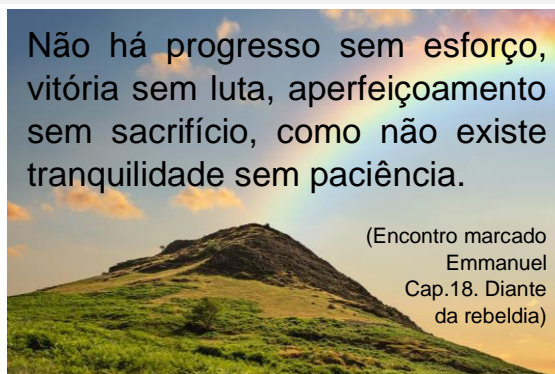 Não há progresso sem esforço,
vitória sem luta, aperfeiçoamento
sem sacrifício, como não existe
tranquilidade sem paciência.
(Encontro marcado
Emmanuel
Cap.18. Diante
da rebeldia)